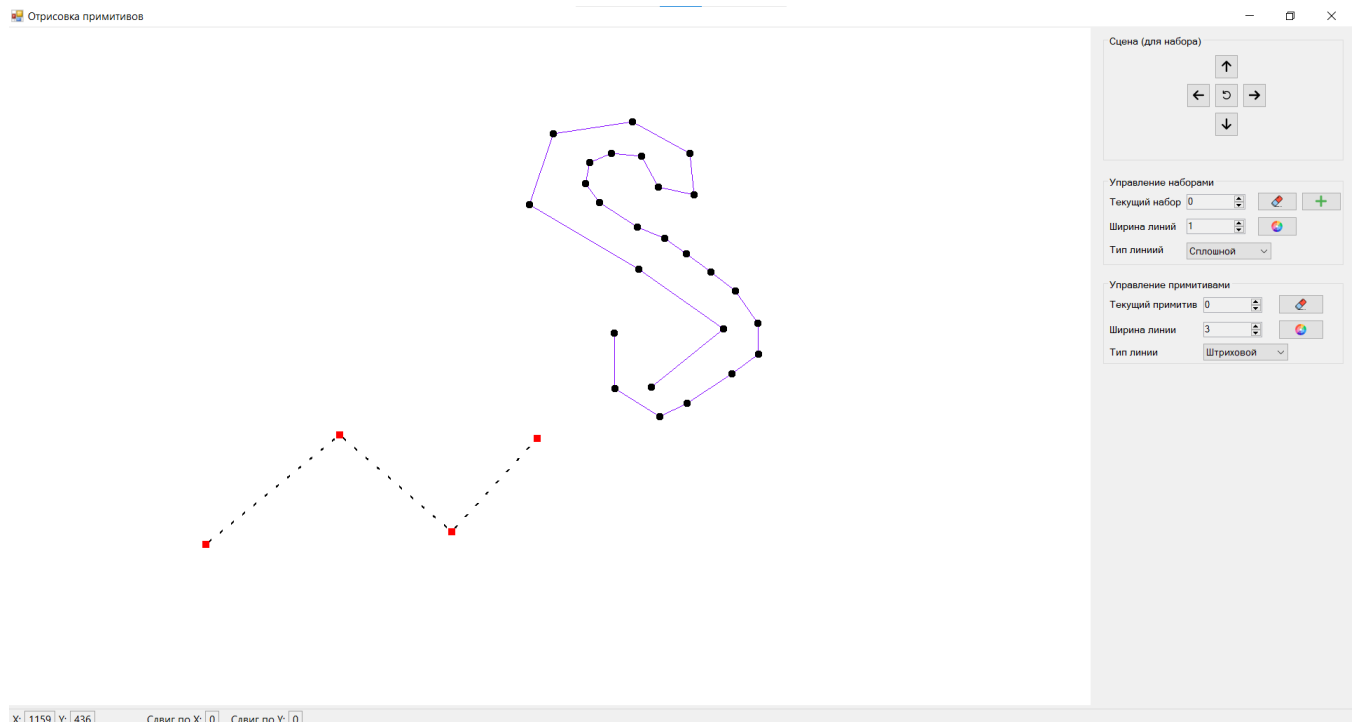 Отрисовка примитивов
Сцена (для набора)
Управление наборами
Текущий набор 0
Ширина линий 1
Тип линиий Сплошной
Управление примитивами
Текущий примитив 0
Ширина линии 3
Тип линии Штриховой
X: 1159 Y: 436 Сдвиг по X: 0 Сдвиг по Y: 0